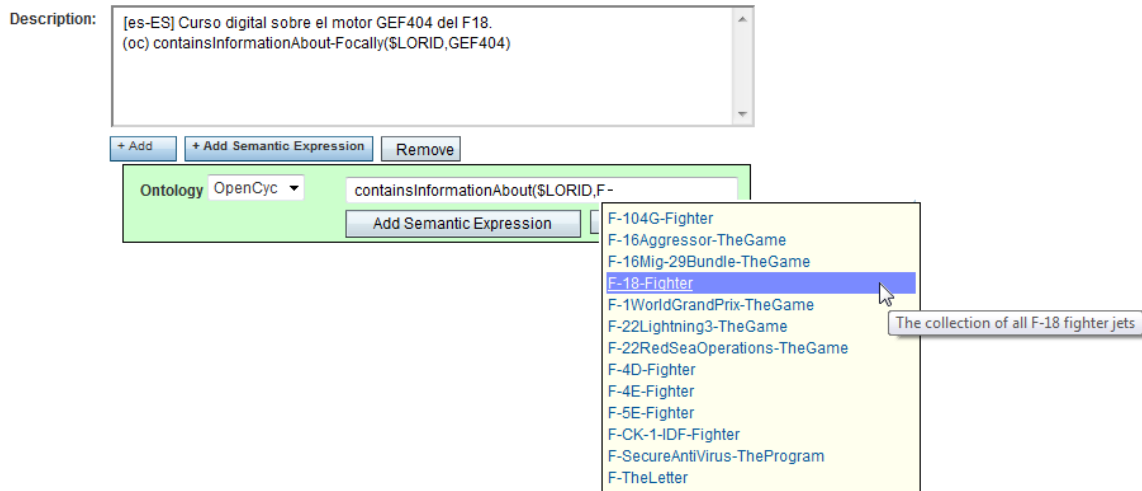 Description:
[es-ES] Curso digital sobre el motor GEF404 del F18.
(oc) containsInformationAbout-Focally($LORID,GEF404)
+ Add
+ Add Semantic Expression
Remove
Ontology
OpenCyc
containsInformationAbout($LORID,F-
Add Semantic Expression
F-104G-Fighter
F-16Aggressor-TheGame
F-16Mig-29Bundle-TheGame
F-18-Fighter
F-1WorldGrandPrix-TheGame
The collection of all F-18 fighter jets
F-22Lightning3-TheGame
F-22RedSeaOperations-TheGame
F-4D-Fighter
F-4E-Fighter
F-5E-Fighter
F-CK-1-IDF-Fighter
F-SecureAntiVirus-TheProgram
F-TheLetter